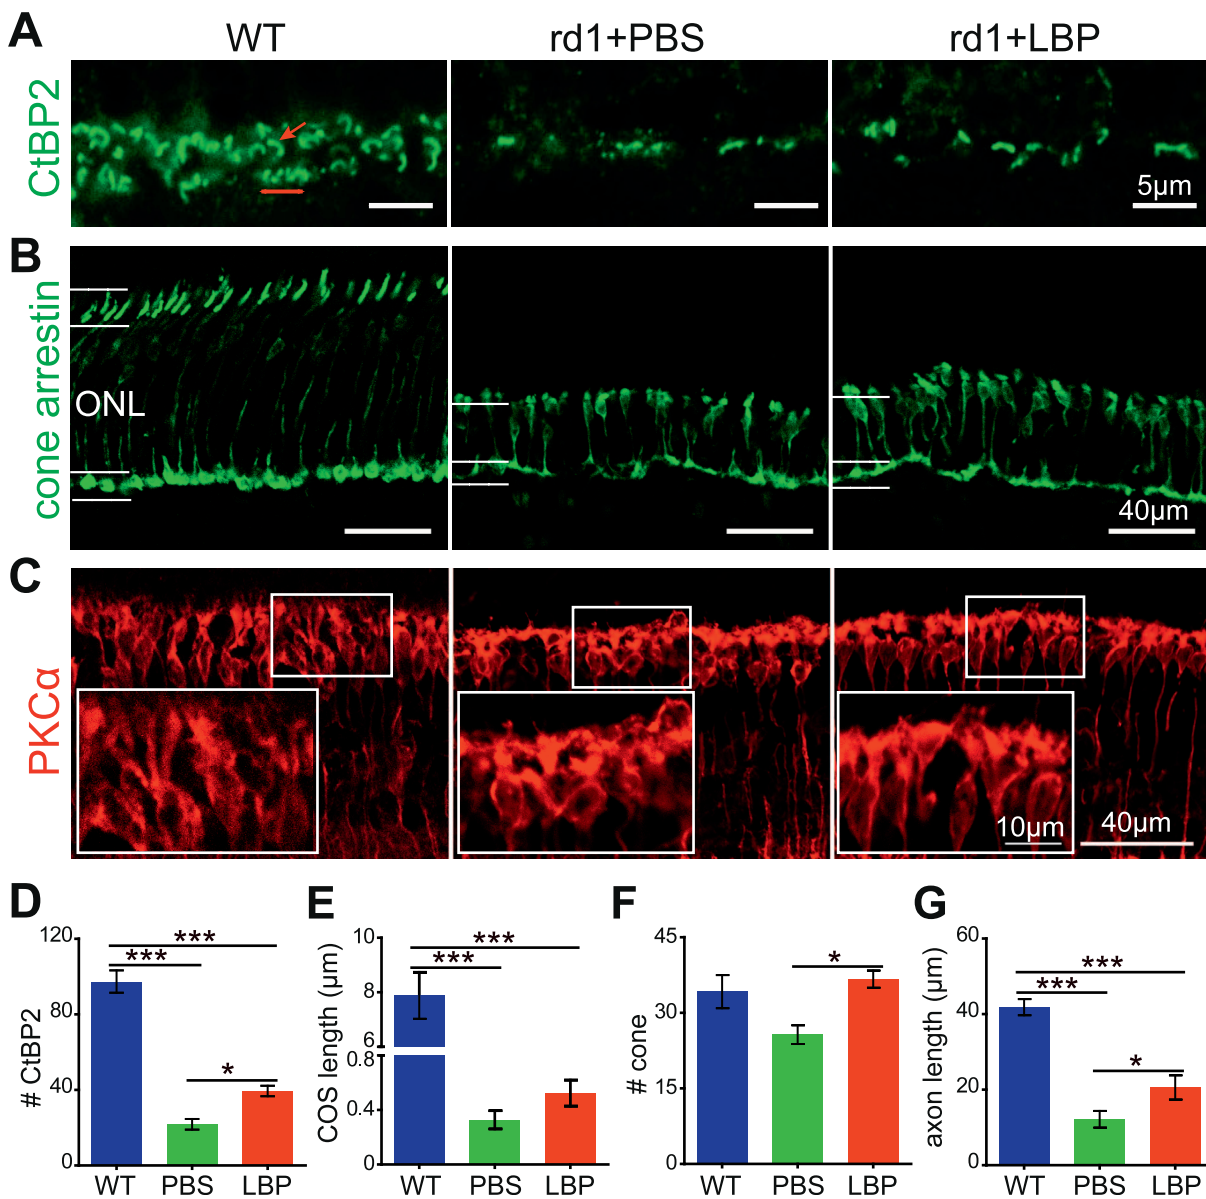 A
WT
rd1+PBS
rd1+LBP
CtBP2
5μm
B
cone arrestin
ONL
40μm
C
PKCα
10μm
40μm
D
# CtBP2
120
80
40
0
***
***
*
WT
PBS
LBP
E
COS length (μm)
10
8
6
0.8
0.4
0
***
***
WT
PBS
LBP
F
# cone
45
30
15
0
*
WT
PBS
LBP
G
axon length (μm)
60
40
20
0
***
***
*
WT
PBS
LBP